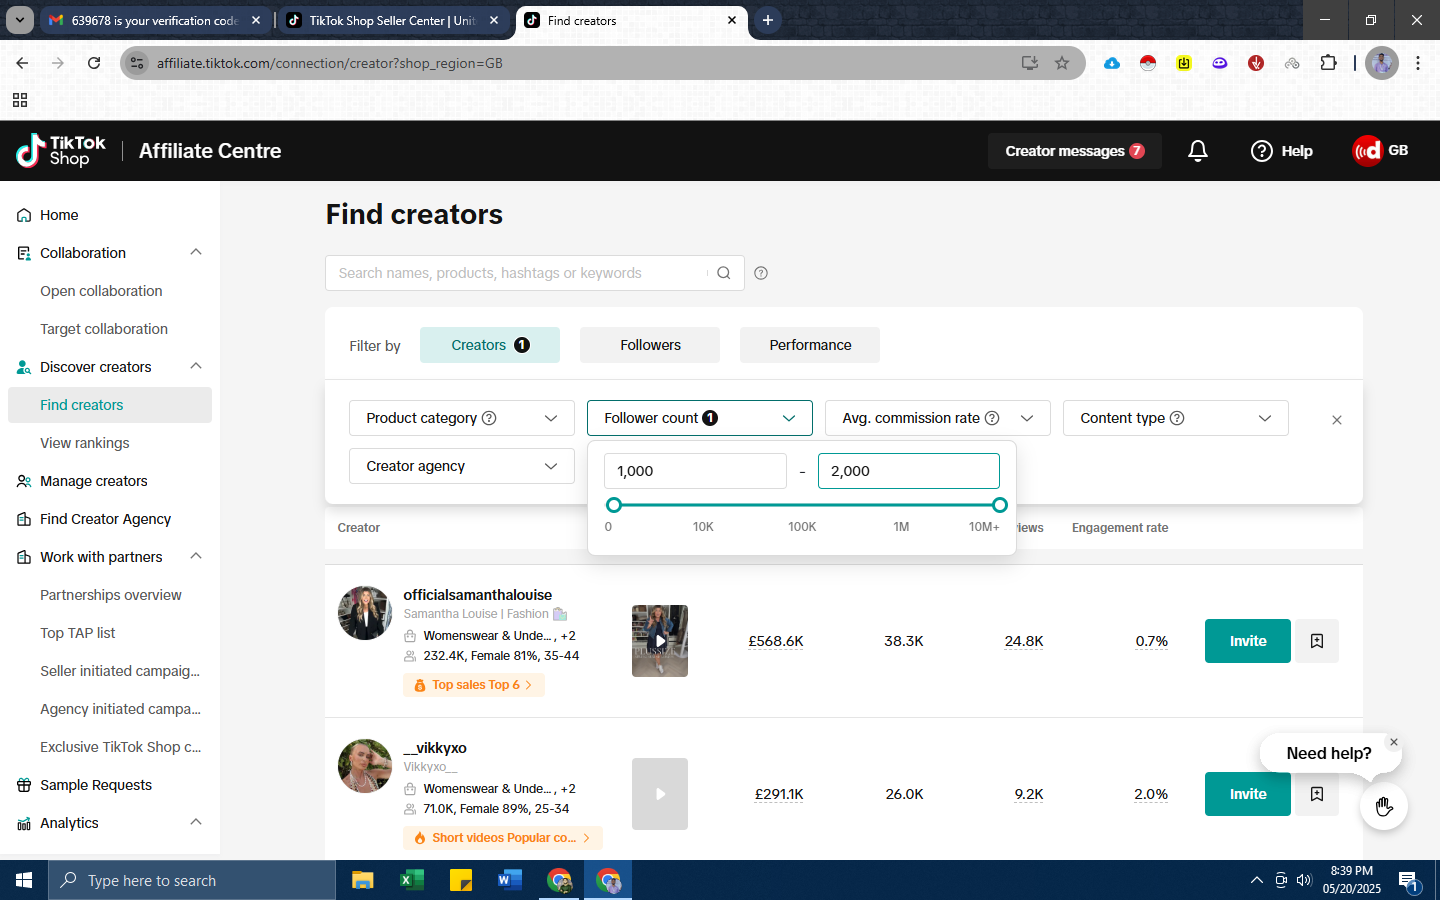 639678 is your verification code
TikTok Shop Seller Center | Unit
Find creators
affiliate.tiktok.com/connection/creator?shop_region=GB
TikTok
Shop
Affiliate Centre
Creator messages 7
Help
GB
Home
Collaboration
Open collaboration
Target collaboration
Discover creators
Find creators
View rankings
Manage creators
Find Creator Agency
Work with partners
Partnerships overview
Top TAP list
Seller initiated campaig...
Agency initiated campa...
Exclusive TikTok Shop c...
Sample Requests
Analytics
Find creators
Search names, products, hashtags or keywords
Filter by
Creators 1
Followers
Performance
Product category
Follower count 1
Avg. commission rate
Content type
Creator agency
1,000 - 2,000
0 10K 100K 1M 10M+
Creator
iews
Engagement rate
officialsamanthalouise
Samantha Louise | Fashion
Womenswear & Unde... , +2
232.4K, Female 81%, 35-44
Top sales Top 6
£568.6K
38.3K
24.8K
0.7%
Invite
__vikkyxo
Vikkyxo__
Womenswear & Unde... , +2
71.0K, Female 89%, 25-34
Short videos Popular co...
£291.1K
26.0K
9.2K
2.0%
Invite
Need help?
Type here to search
8:39 PM
05/20/2025
1